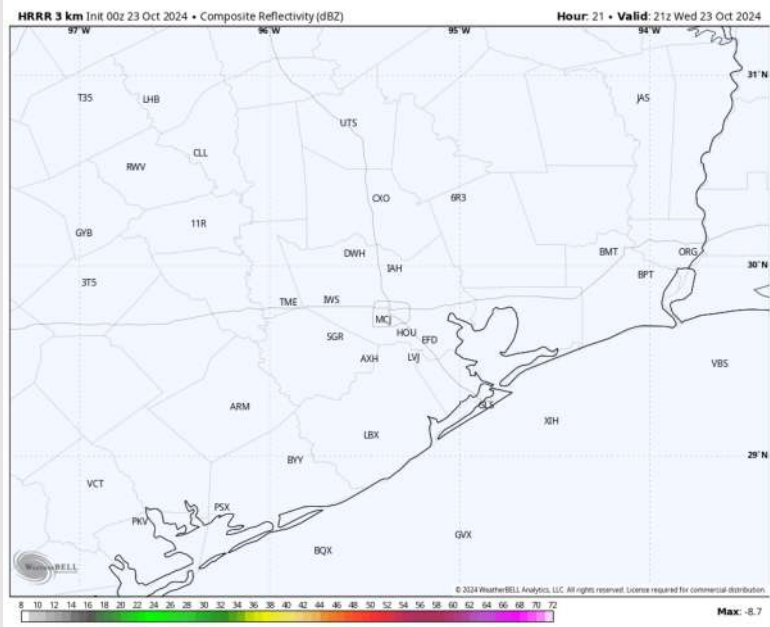 HRRR 3 km Init 00z 23 Oct 2024 • Composite Reflectivity (dBZ) Hour: 21 • Valid: 21z Wed 23 Oct 2024
97°W 96°W 95°W 94°W
31°N
T35 LHB JAS
UTS
CLL
RWV
CXO 6R3
11R
GYB
DWH BMT ORG
IAH 30°N
BPT
3T5
TME IWS
MCJ
SGR HOU EFD
AXH LVJ
VBS
ARM GLS
XIH
LBX
BYY 29°N
VCT
PSX
PKV
GVX
BQX
WeatherBELL
© 2024 WeatherBELL Analytics, LLC. All rights reserved. License required for commercial distribution.
8 10 12 14 16 18 20 22 24 26 28 30 32 34 36 38 40 42 44 46 48 50 52 54 56 58 60 62 64 66 68 70 72 Max: -8.7